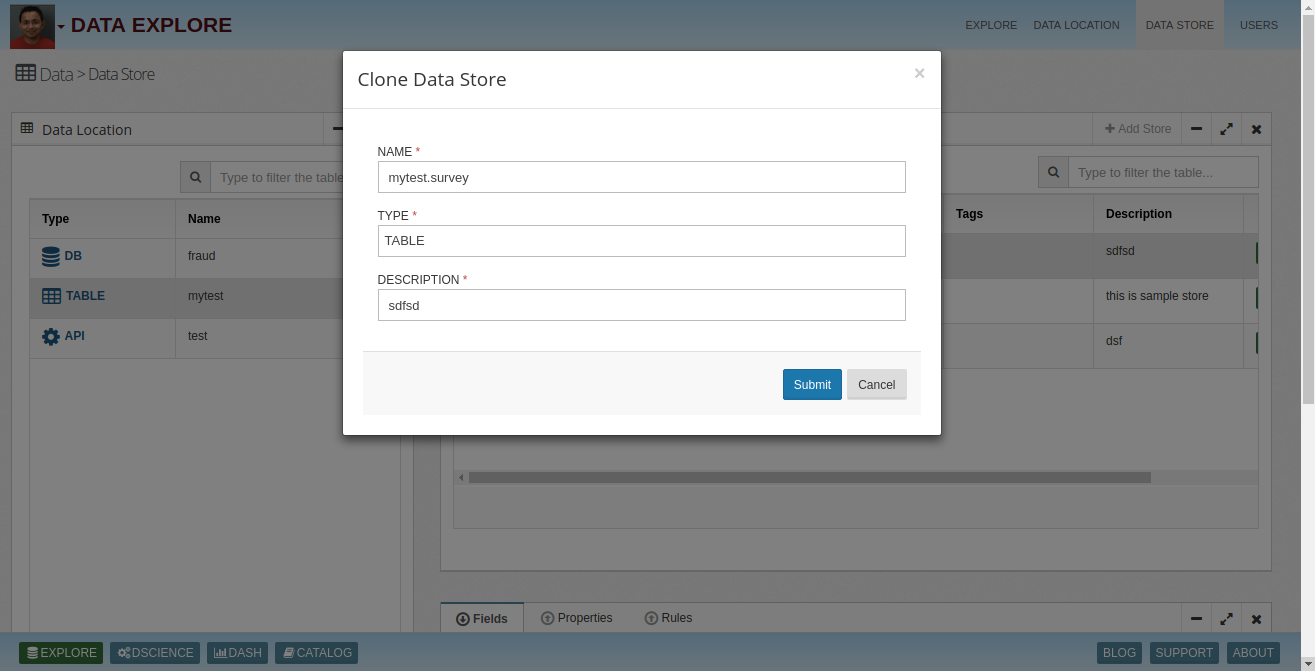 DATA EXPLORE
EXPLORE DATA LOCATION DATA STORE USERS
Data > Data Store
Clone Data Store ×
NAME *
mytest.survey
TYPE *
TABLE
DESCRIPTION *
sdfsd
Submit Cancel
Data Location
Type to filter the table
Type Name
DB fraud
TABLE mytest
API test
Add Store
Type to filter the table...
Tags Description
sdfsd
this is sample store
dsf
Fields Properties Rules
EXPLORE DSCIENCE DASH CATALOG
BLOG SUPPORT ABOUT